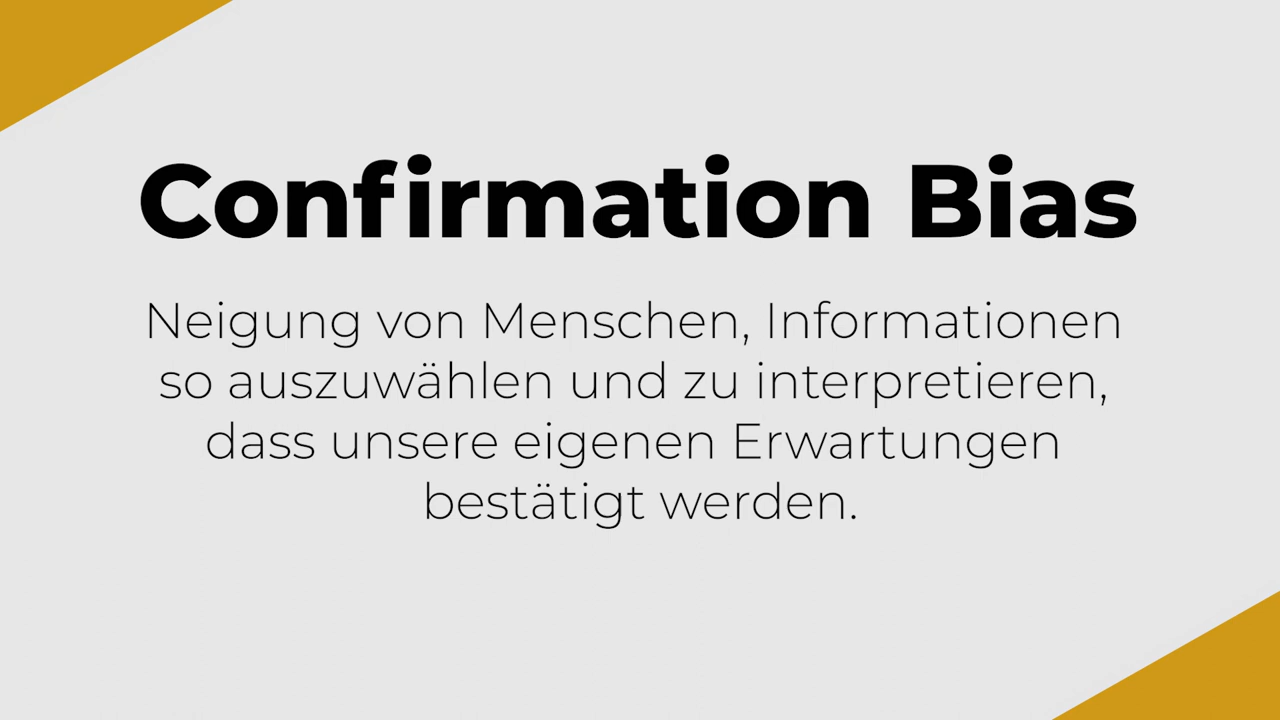 Confirmation Bias
Neigung von Menschen, Informationen
so auszuwählen und zu interpretieren,
dass unsere eigenen Erwartungen
bestätigt werden.